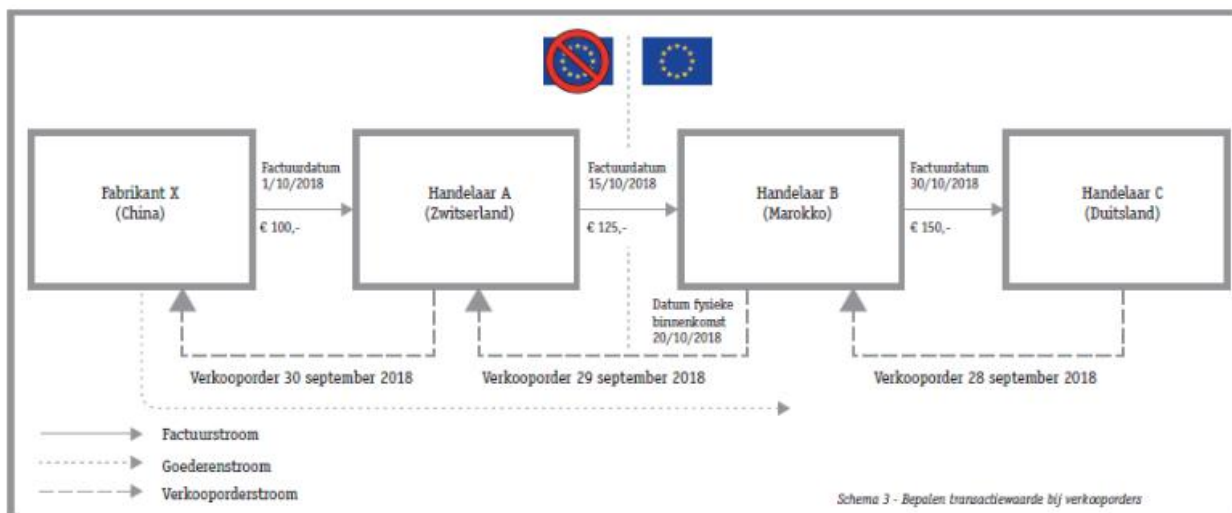 Fabrikant X
(China)
Factuurdatum
1/10/2018
€ 100,-
Handelaar A
(Zwitserland)
Factuurdatum
15/10/2018
€ 125,-
Handelaar B
(Marokko)
Factuurdatum
30/10/2018
€ 150,-
Handelaar C
(Duitsland)
Datum fysieke
binnenkomst
20/10/2018
Verkooporder 30 september 2018
Verkooporder 29 september 2018
Verkooporder 28 september 2018
Factuurstroom
Goederenstroom
Verkooporderstroom
Schema 3 - Bepalen transactiewaarde bij verkooporders